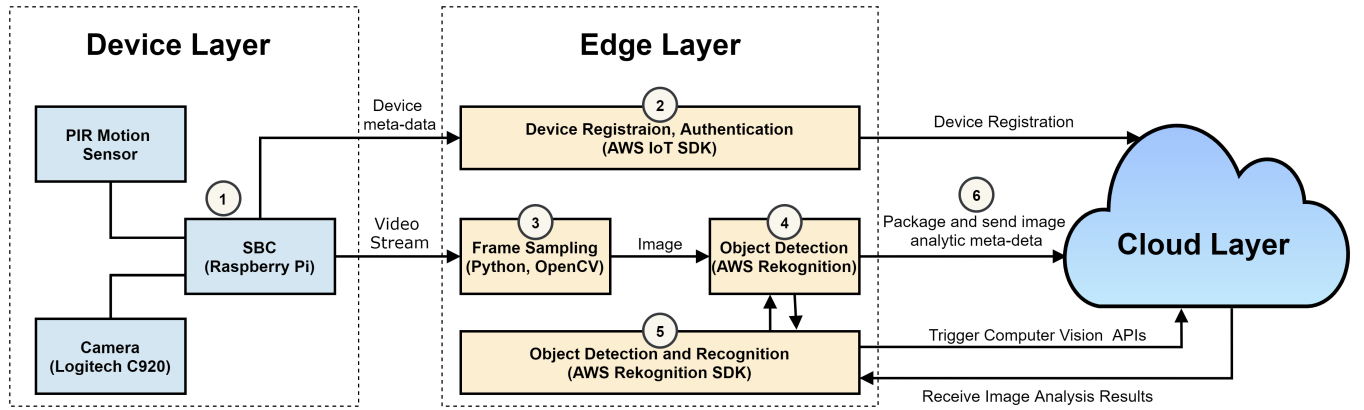 Device Layer
Edge Layer
PIR Motion
Sensor
1
SBC
(Raspberry Pi)
Camera
(Logitech C920)
Device
meta-data
Video
Stream
2
Device Registraion, Authentication
(AWS IoT SDK)
3
Frame Sampling
(Python, OpenCV)
Image
4
Object Detection
(AWS Rekognition)
5
Object Detection and Recognition
(AWS Rekognition SDK)
Device Registration
6
Package and send image
analytic meta-deta
Cloud Layer
Trigger Computer Vision APIs
Receive Image Analysis Results